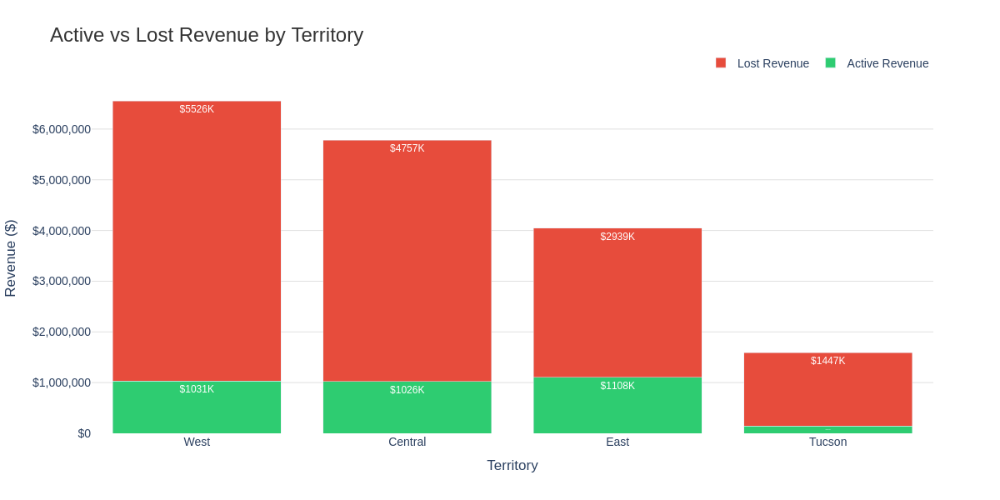 Active vs Lost Revenue by Territory
Lost Revenue
Active Revenue
Revenue ($)
$6,000,000
$5,000,000
$4,000,000
$3,000,000
$2,000,000
$1,000,000
$0
$5526K
$1031K
$4757K
$1026K
$2939K
$1108K
$1447K
West
Central
East
Tucson
Territory